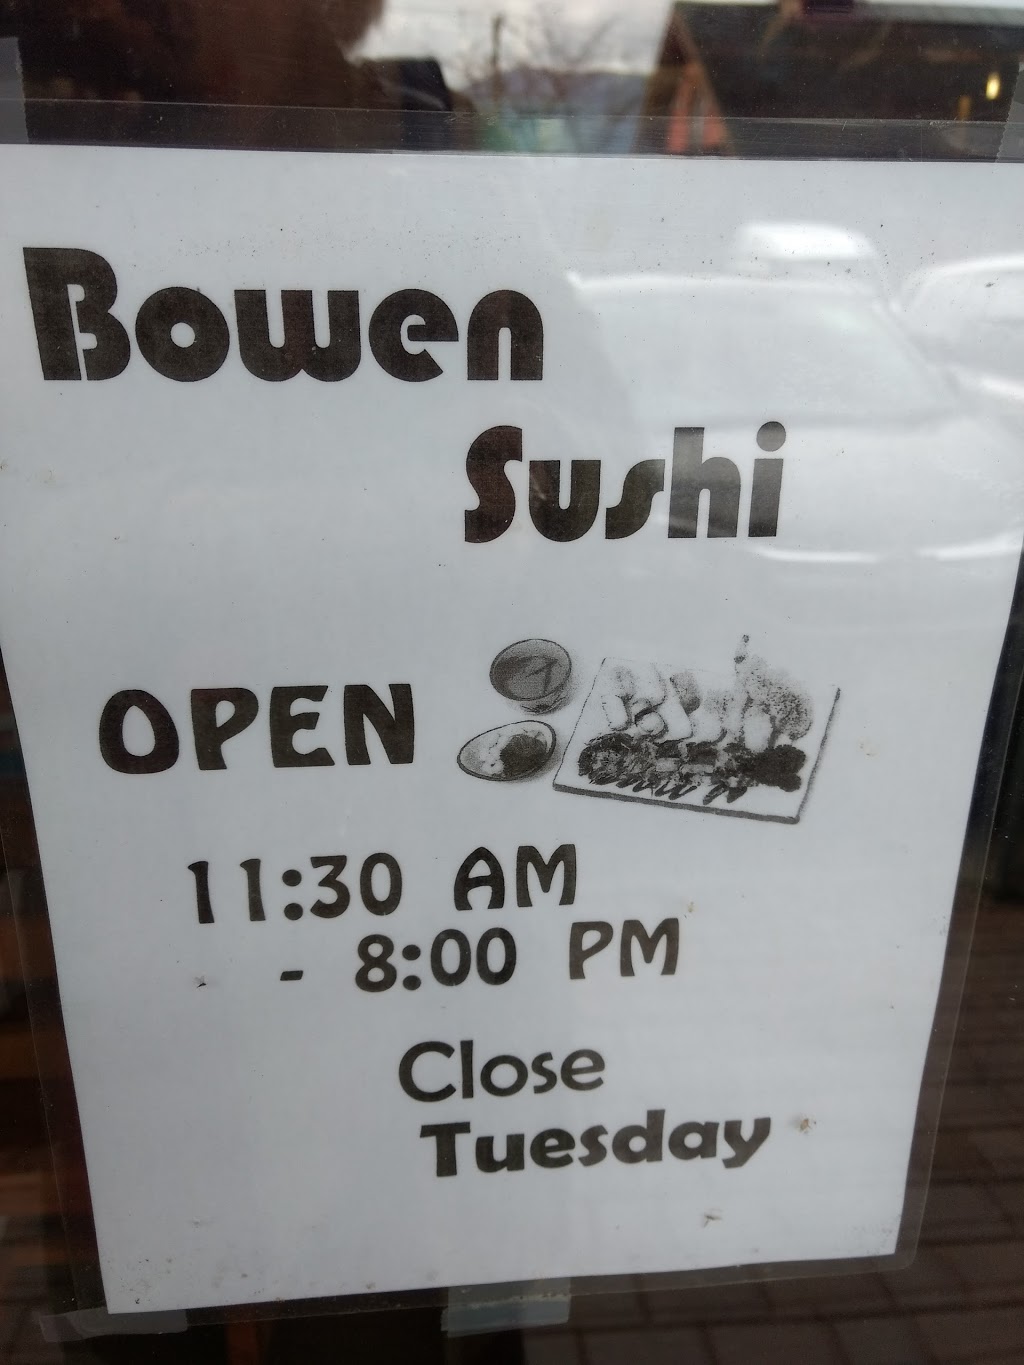 Bowen
Sushi
OPEN
11:30 AM
- 8:00 PM
Close
Tuesday